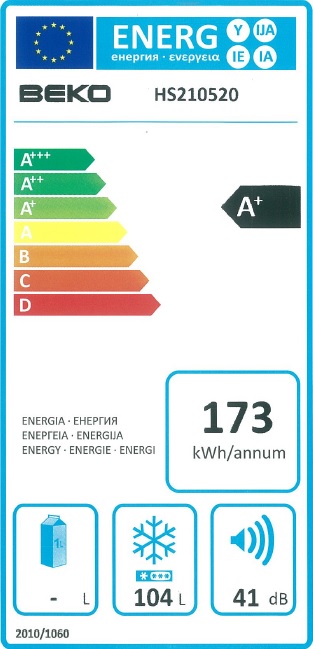 ENERG Y IJA
енергия · ενεργεια IE IA
BEKO HS210520
A+++
A++
A+
A
B
C
D
A+
173
kWh/annum
ENERGIA · ЕНЕРГИЯ
ΕΝΕΡΓΕΙΑ · ENERGIJA
ENERGY · ENERGIE · ENERGI
1L
- L
104 L
41 dB
2010/1060